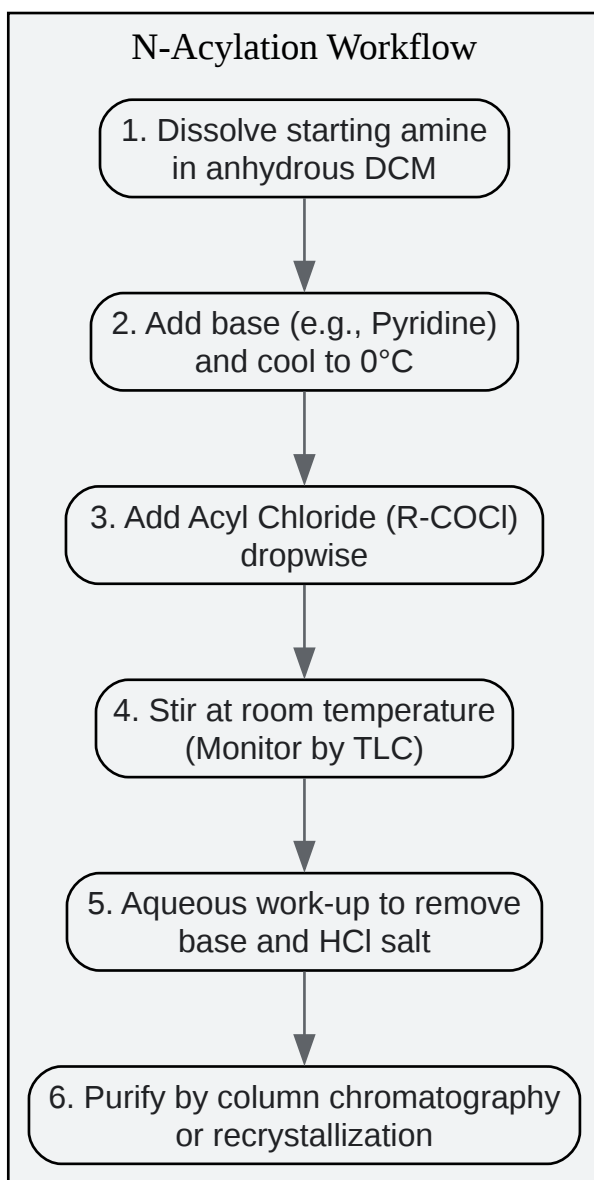 N-Acylation Workflow
1. Dissolve starting amine
in anhydrous DCM
2. Add base (e.g., Pyridine)
and cool to 0°C
3. Add Acyl Chloride (R-COCl)
dropwise
4. Stir at room temperature
(Monitor by TLC)
5. Aqueous work-up to remove
base and HCl salt
6. Purify by column chromatography
or recrystallization